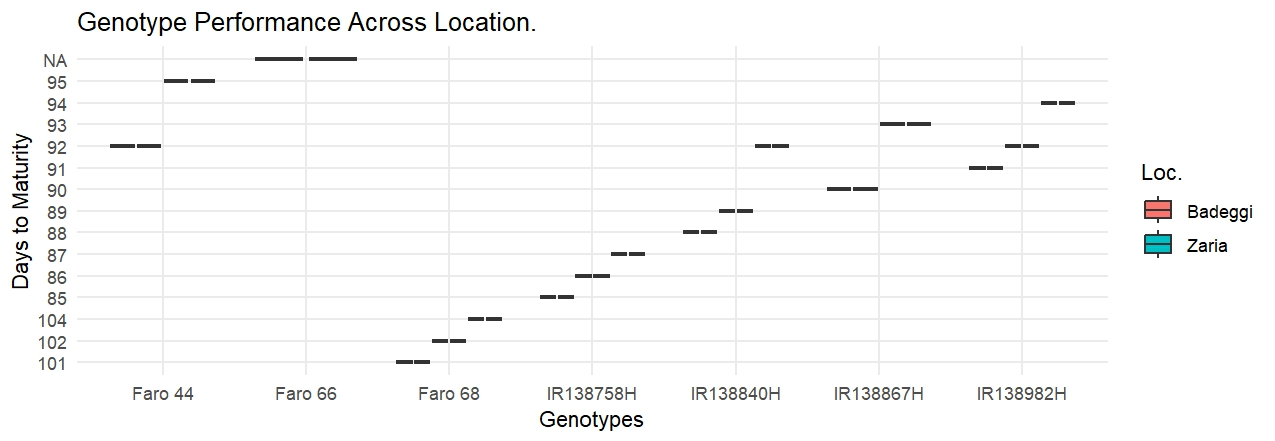 Genotype Performance Across Location.
Days to Maturity
NA
95
94
93
92
91
90
89
88
87
86
85
104
102
101
Faro 44
Faro 66
Faro 68
IR138758H
IR138840H
IR138867H
IR138982H
Genotypes
Loc.
Badeggi
Zaria